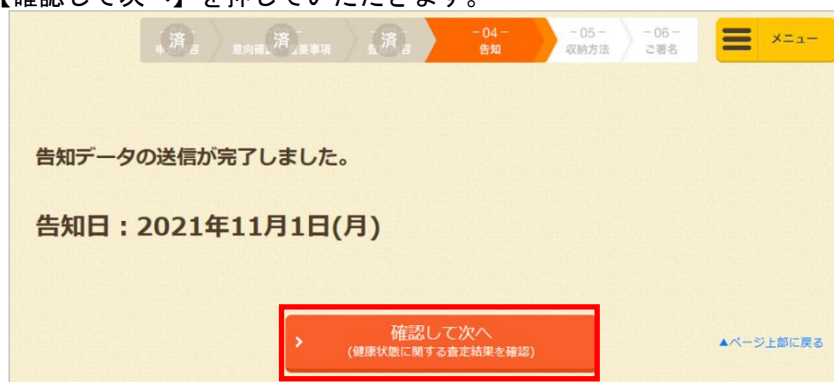 【確認して次へ】を押していただきます。
済
済
済
- 04 -
告知
- 05 -
収納方法
- 06 -
ご署名
メニュー
告知データの送信が完了しました。
告知日：2021年11月1日(月)
確認して次へ
(健康状態に関する査定結果を確認)
▲ページ上部に戻る